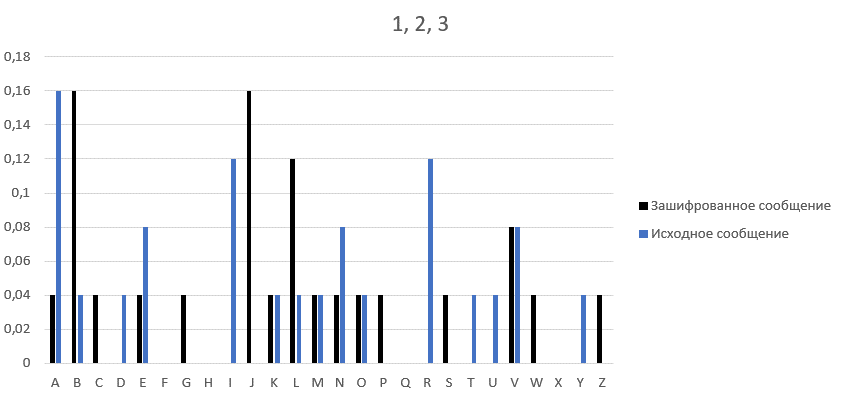 1, 2, 3
0,18
0,16
0,14
0,12
0,1
0,08
0,06
0,04
0,02
0
A B C D E F G H I J K L M N O P Q R S T U V W X Y Z
Зашифрованное сообщение
Исходное сообщение